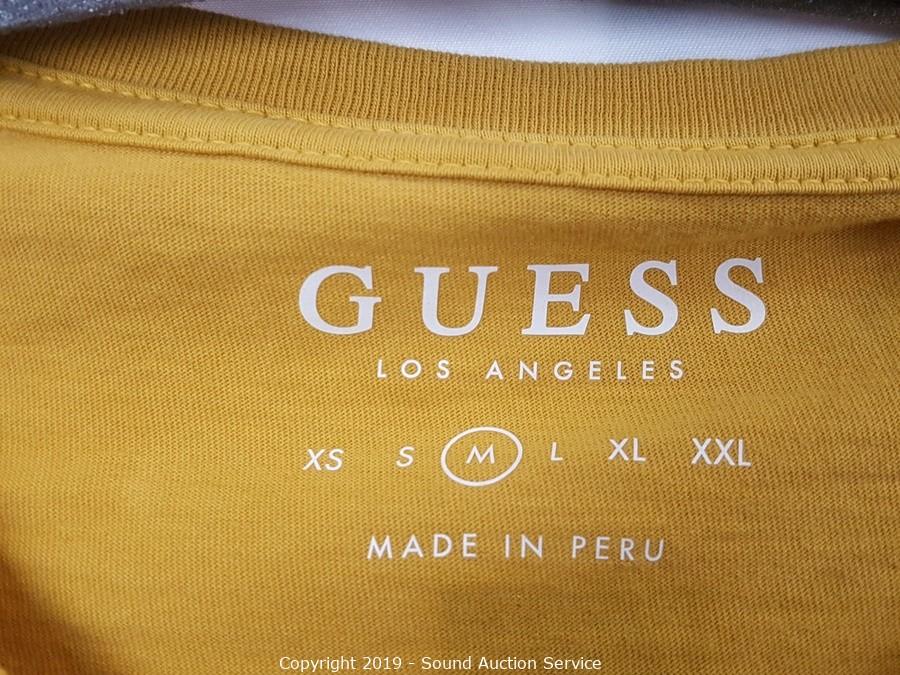 GUESS
LOS ANGELES
XS S M L XL XXL
MADE IN PERU
Copyright 2019 - Sound Auction Service